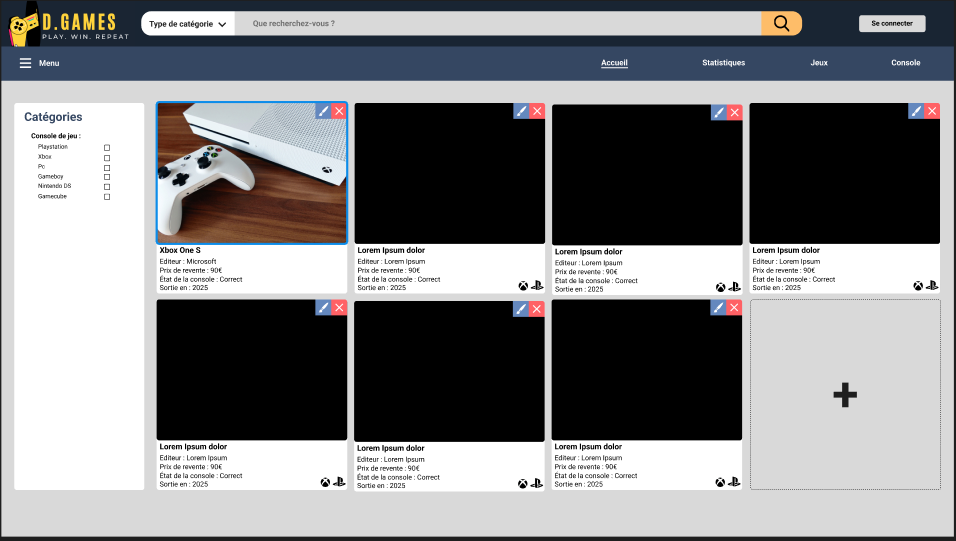 D.GAMES
PLAY. WIN. REPEAT
Type de catégorie
Que recherchez-vous ?
Se connecter
Menu
Accueil
Statistiques
Jeux
Console
Catégories
Console de jeu :
Playstation
Xbox
Pc
Gameboy
Nintendo DS
Gamecube
Xbox One S
Editeur : Microsoft
Prix de revente : 90€
État de la console : Correct
Sortie en : 2025
Lorem Ipsum dolor
Editeur : Lorem Ipsum
Prix de revente : 90€
État de la console : Correct
Sortie en : 2025
Lorem Ipsum dolor
Editeur : Lorem Ipsum
Prix de revente : 90€
État de la console : Correct
Sortie en : 2025
Lorem Ipsum dolor
Editeur : Lorem Ipsum
Prix de revente : 90€
État de la console : Correct
Sortie en : 2025
Lorem Ipsum dolor
Editeur : Lorem Ipsum
Prix de revente : 90€
État de la console : Correct
Sortie en : 2025
Lorem Ipsum dolor
Editeur : Lorem Ipsum
Prix de revente : 90€
État de la console : Correct
Sortie en : 2025
Lorem Ipsum dolor
Editeur : Lorem Ipsum
Prix de revente : 90€
État de la console : Correct
Sortie en : 2025